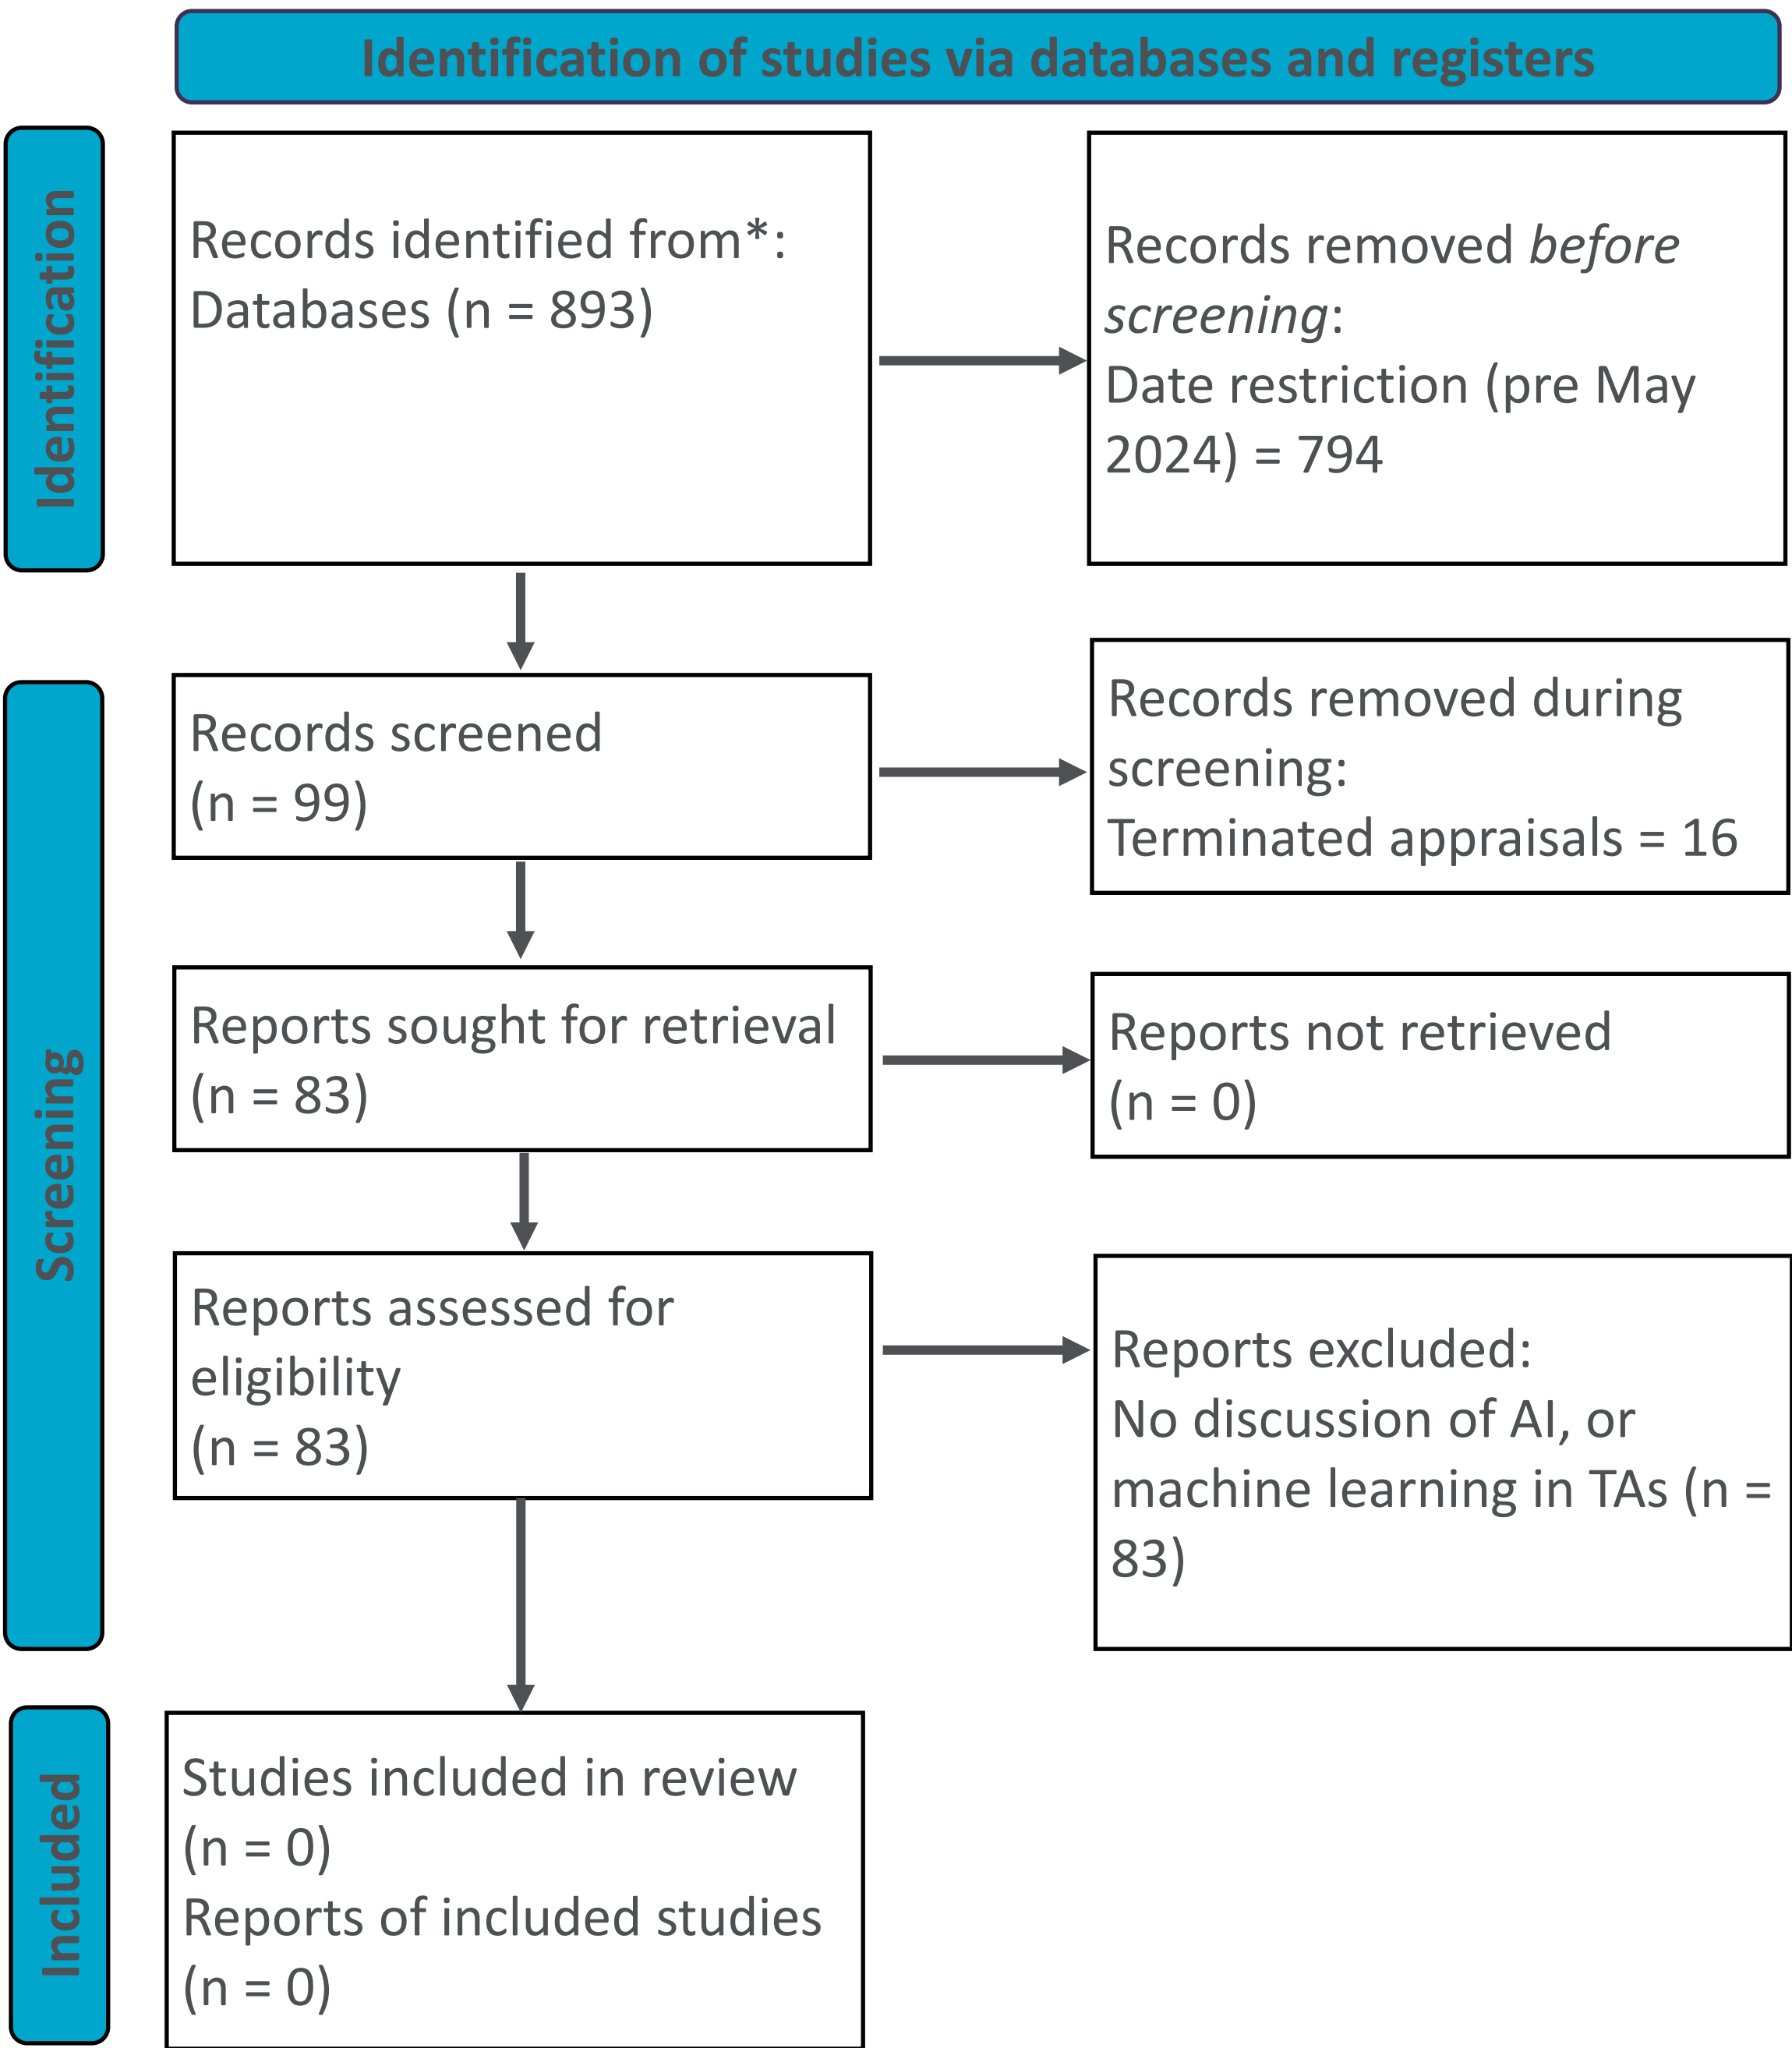 Identification of studies via databases and registers
Identification
Records identified from*:
Databases (n = 893)
Records removed before
screening:
Date restriction (pre May
2024) = 794
Screening
Records screened
(n = 99)
Records removed during
screening:
Terminated appraisals = 16
Reports sought for retrieval
(n = 83)
Reports not retrieved
(n = 0)
Reports assessed for
eligibility
(n = 83)
Reports excluded:
No discussion of AI, or
machine learning in TAs (n =
83)
Included
Studies included in review
(n = 0)
Reports of included studies
(n = 0)